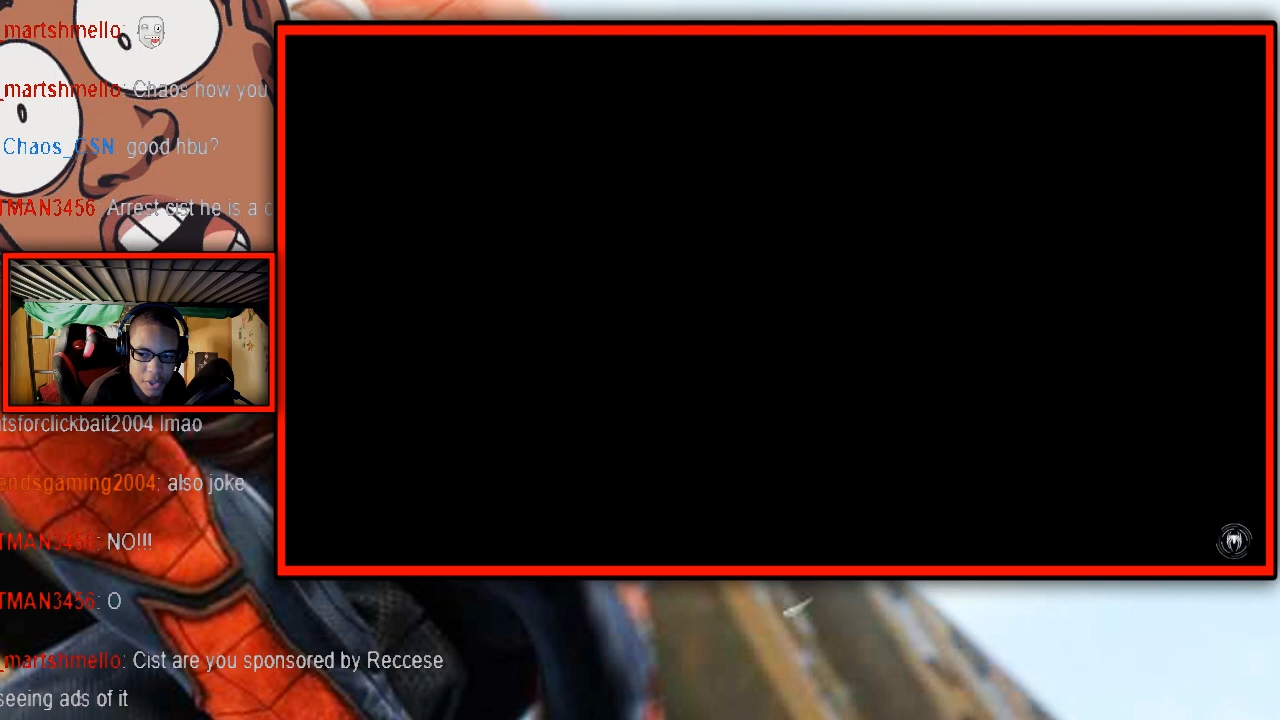 _martshmello:
_martshmello: Chaos how you
Chaos_CSN: good hbu?
TMAN3456: Arrest cist he is a c
tsforclickbait2004 lmao
endsgaming2004: also joke
TMAN3456: NO!!!
TMAN3456: O
_martshmello: Cist are you sponsored by Reccese
seeing ads of it